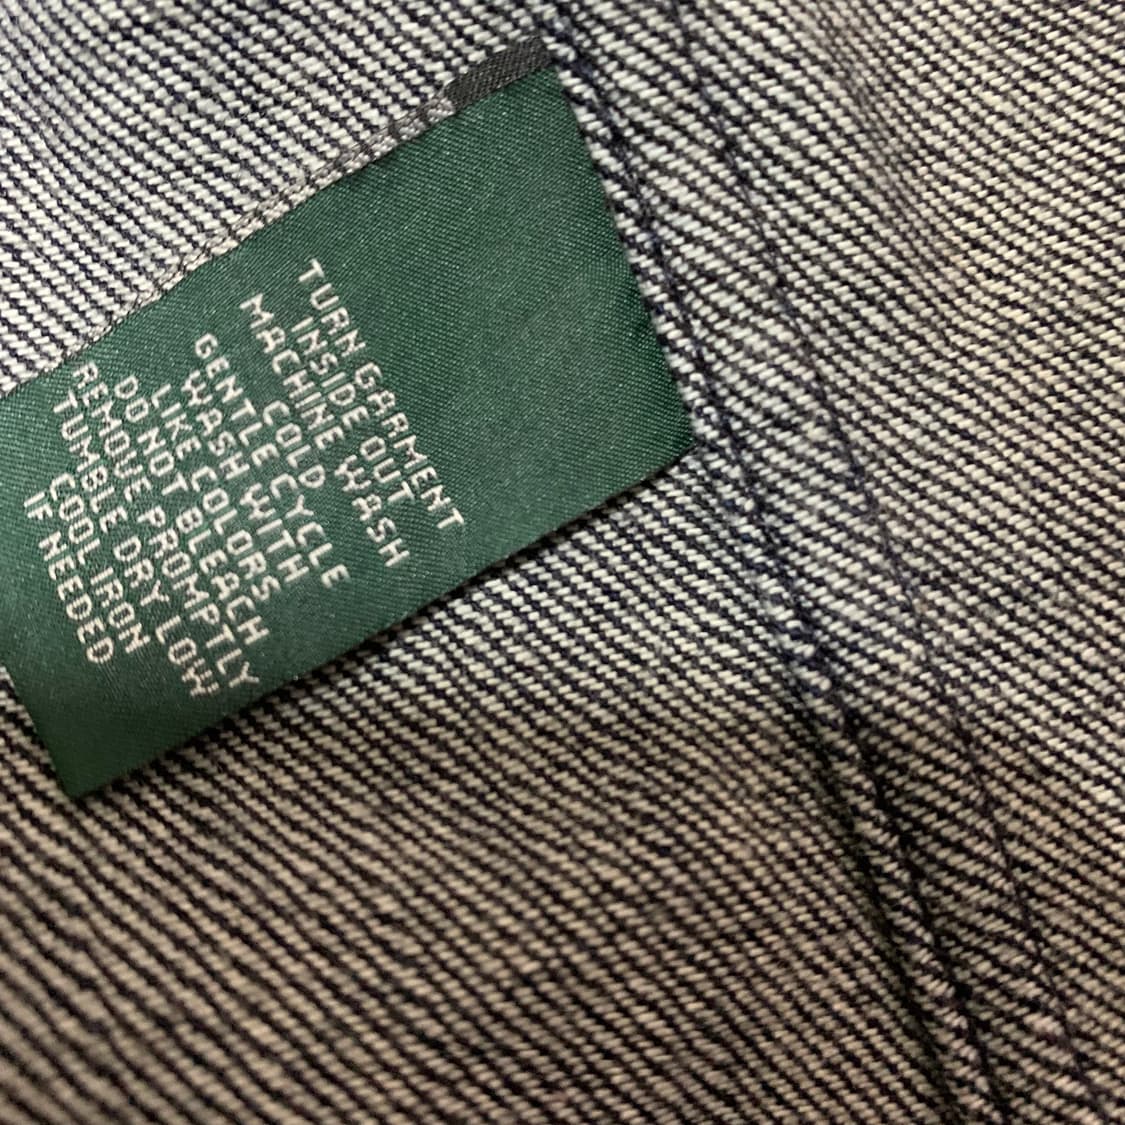 TURN GARMENT
INSIDE OUT
MACHINE WASH
COLD
GENTLE CYCLE
WASH WITH
LIKE COLORS
DO NOT BLEACH
REMOVE PROMPTLY
TUMBLE DRY LOW
COOL IRON
IF NEEDED